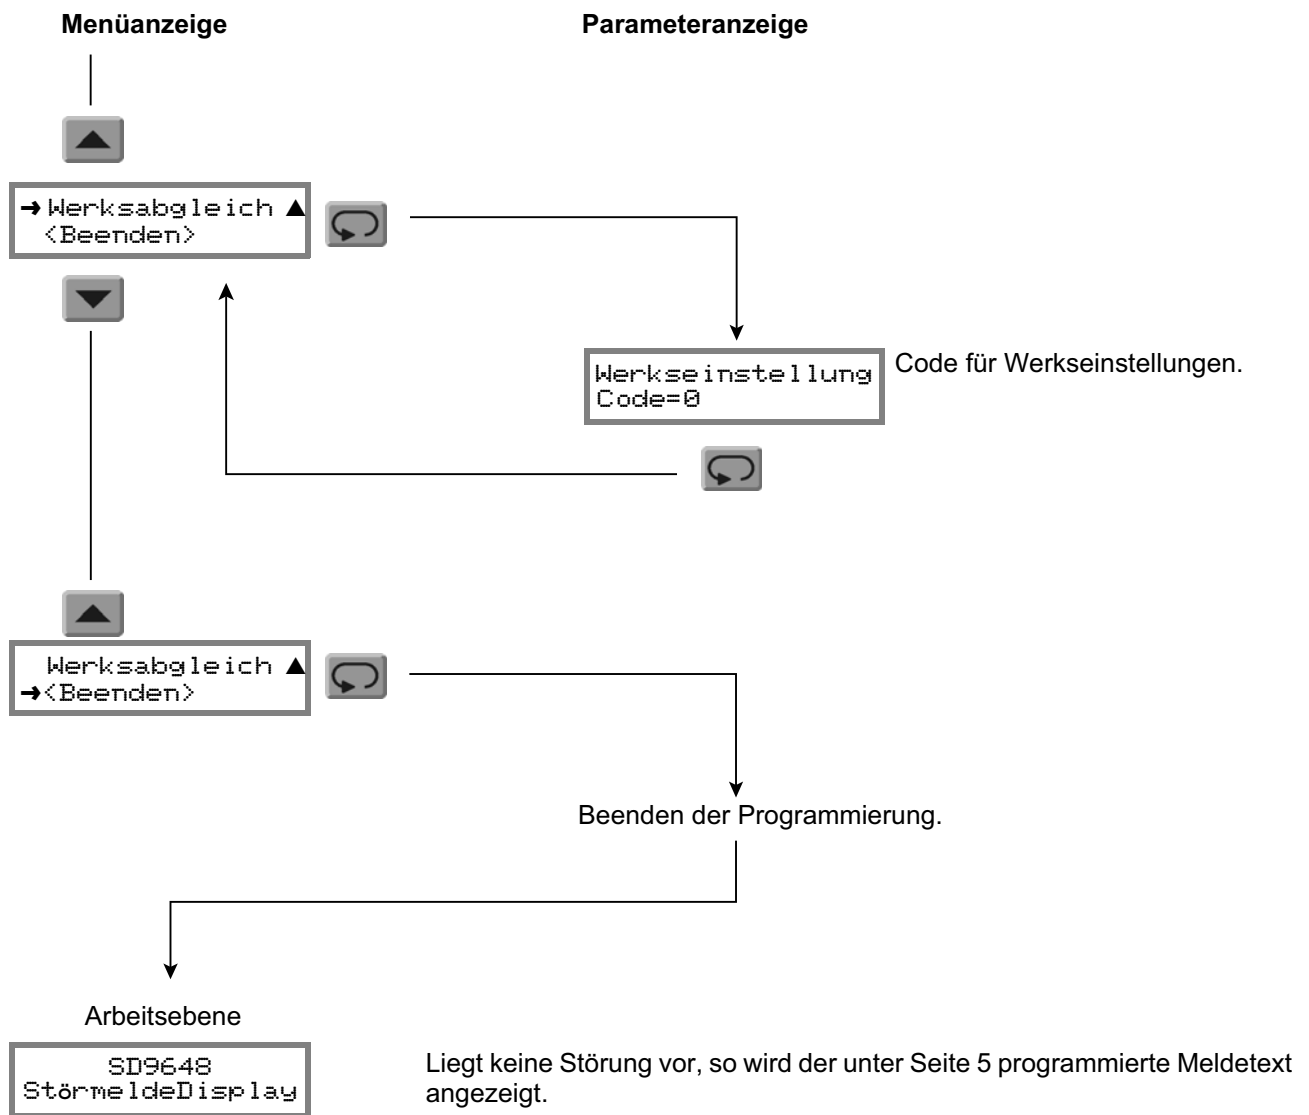 Menüanzeige
Parameteranzeige
→Werksabgleich ▲
<Beenden>
Werkseinstellung
Code=0
Code für Werkseinstellungen.
Werksabgleich ▲
→<Beenden>
Beenden der Programmierung.
Arbeitsebene
SD9648
StörmeldeDisplay
Liegt keine Störung vor, so wird der unter Seite 5 programmierte Meldetext
angezeigt.